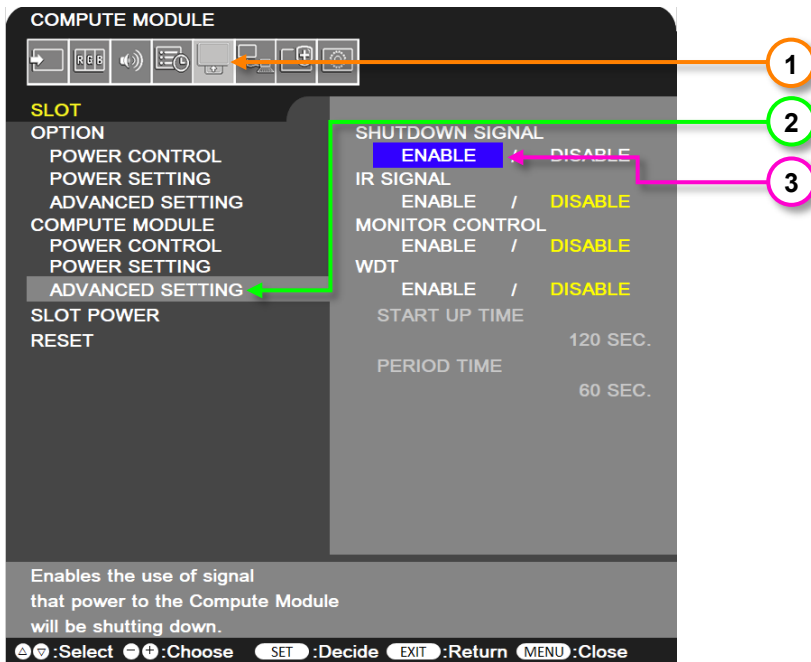 COMPUTE MODULE
RGB
1
SLOT
2
OPTION
SHUTDOWN SIGNAL
POWER CONTROL
ENABLE / DISABLE
POWER SETTING
IR SIGNAL
3
ADVANCED SETTING
ENABLE / DISABLE
COMPUTE MODULE
MONITOR CONTROL
POWER CONTROL
ENABLE / DISABLE
POWER SETTING
WDT
ADVANCED SETTING
ENABLE / DISABLE
SLOT POWER
START UP TIME
RESET
120 SEC.
PERIOD TIME
60 SEC.
Enables the use of signal
that power to the Compute Module
will be shutting down.
:Select :Choose SET :Decide EXIT :Return MENU :Close